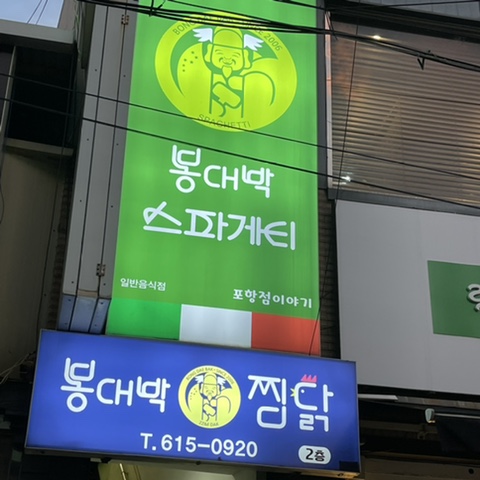 SPAGHETTI
봉대박
스파게티
일반음식점
포항점이야기
봉대박 찜닭
T. 615-0920
2층